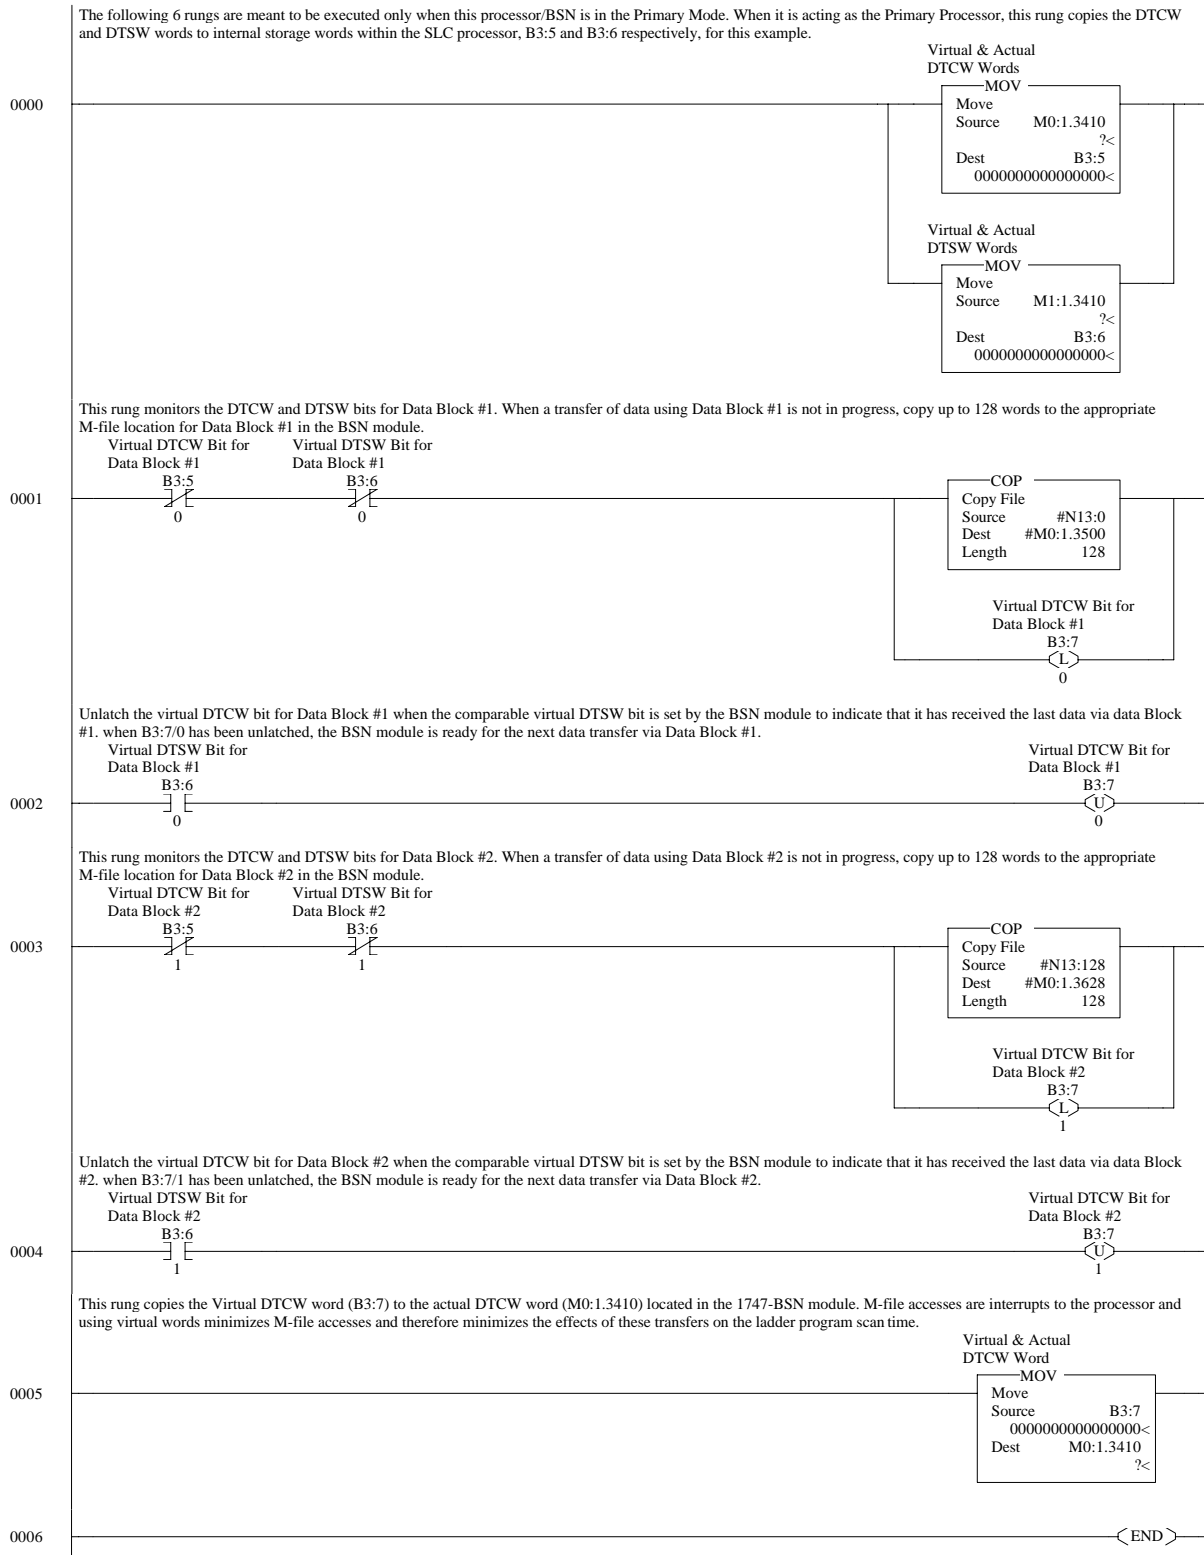 The following 6 rungs are meant to be executed only when this processor/BSN is in the Primary Mode. When it is acting as the Primary Processor, this rung copies the DTCW
and DTSW words to internal storage words within the SLC processor, B3:5 and B3:6 respectively, for this example.
Virtual & Actual
DTCW Words
MOV
0000
Move
Source M0:1.3410
?<
Dest B3:5
0000000000000000<
Virtual & Actual
DTSW Words
MOV
Move
Source M1:1.3410
?<
Dest B3:6
0000000000000000<
This rung monitors the DTCW and DTSW bits for Data Block #1. When a transfer of data using Data Block #1 is not in progress, copy up to 128 words to the appropriate
M-file location for Data Block #1 in the BSN module.
Virtual DTCW Bit for Virtual DTSW Bit for
Data Block #1 Data Block #1
B3:5 B3:6 COP
0001 Copy File
0 0 Source #N13:0
Dest #M0:1.3500
Length 128
Virtual DTCW Bit for
Data Block #1
B3:7
L
0
Unlatch the virtual DTCW bit for Data Block #1 when the comparable virtual DTSW bit is set by the BSN module to indicate that it has received the last data via data Block
#1. when B3:7/0 has been unlatched, the BSN module is ready for the next data transfer via Data Block #1.
Virtual DTSW Bit for Virtual DTCW Bit for
Data Block #1 Data Block #1
B3:6 B3:7
0002 U
0 0
This rung monitors the DTCW and DTSW bits for Data Block #2. When a transfer of data using Data Block #2 is not in progress, copy up to 128 words to the appropriate
M-file location for Data Block #2 in the BSN module.
Virtual DTCW Bit for Virtual DTSW Bit for
Data Block #2 Data Block #2
B3:5 B3:6 COP
0003 Copy File
1 1 Source #N13:128
Dest #M0:1.3628
Length 128
Virtual DTCW Bit for
Data Block #2
B3:7
L
1
Unlatch the virtual DTCW bit for Data Block #2 when the comparable virtual DTSW bit is set by the BSN module to indicate that it has received the last data via data Block
#2. when B3:7/1 has been unlatched, the BSN module is ready for the next data transfer via Data Block #2.
Virtual DTSW Bit for Virtual DTCW Bit for
Data Block #2 Data Block #2
B3:6 B3:7
0004 U
1 1
This rung copies the Virtual DTCW word (B3:7) to the actual DTCW word (M0:1.3410) located in the 1747-BSN module. M-file accesses are interrupts to the processor and
using virtual words minimizes M-file accesses and therefore minimizes the effects of these transfers on the ladder program scan time.
Virtual & Actual
DTCW Word
MOV
0005 Move
Source B3:7
0000000000000000<
Dest M0:1.3410
?<
0006 END